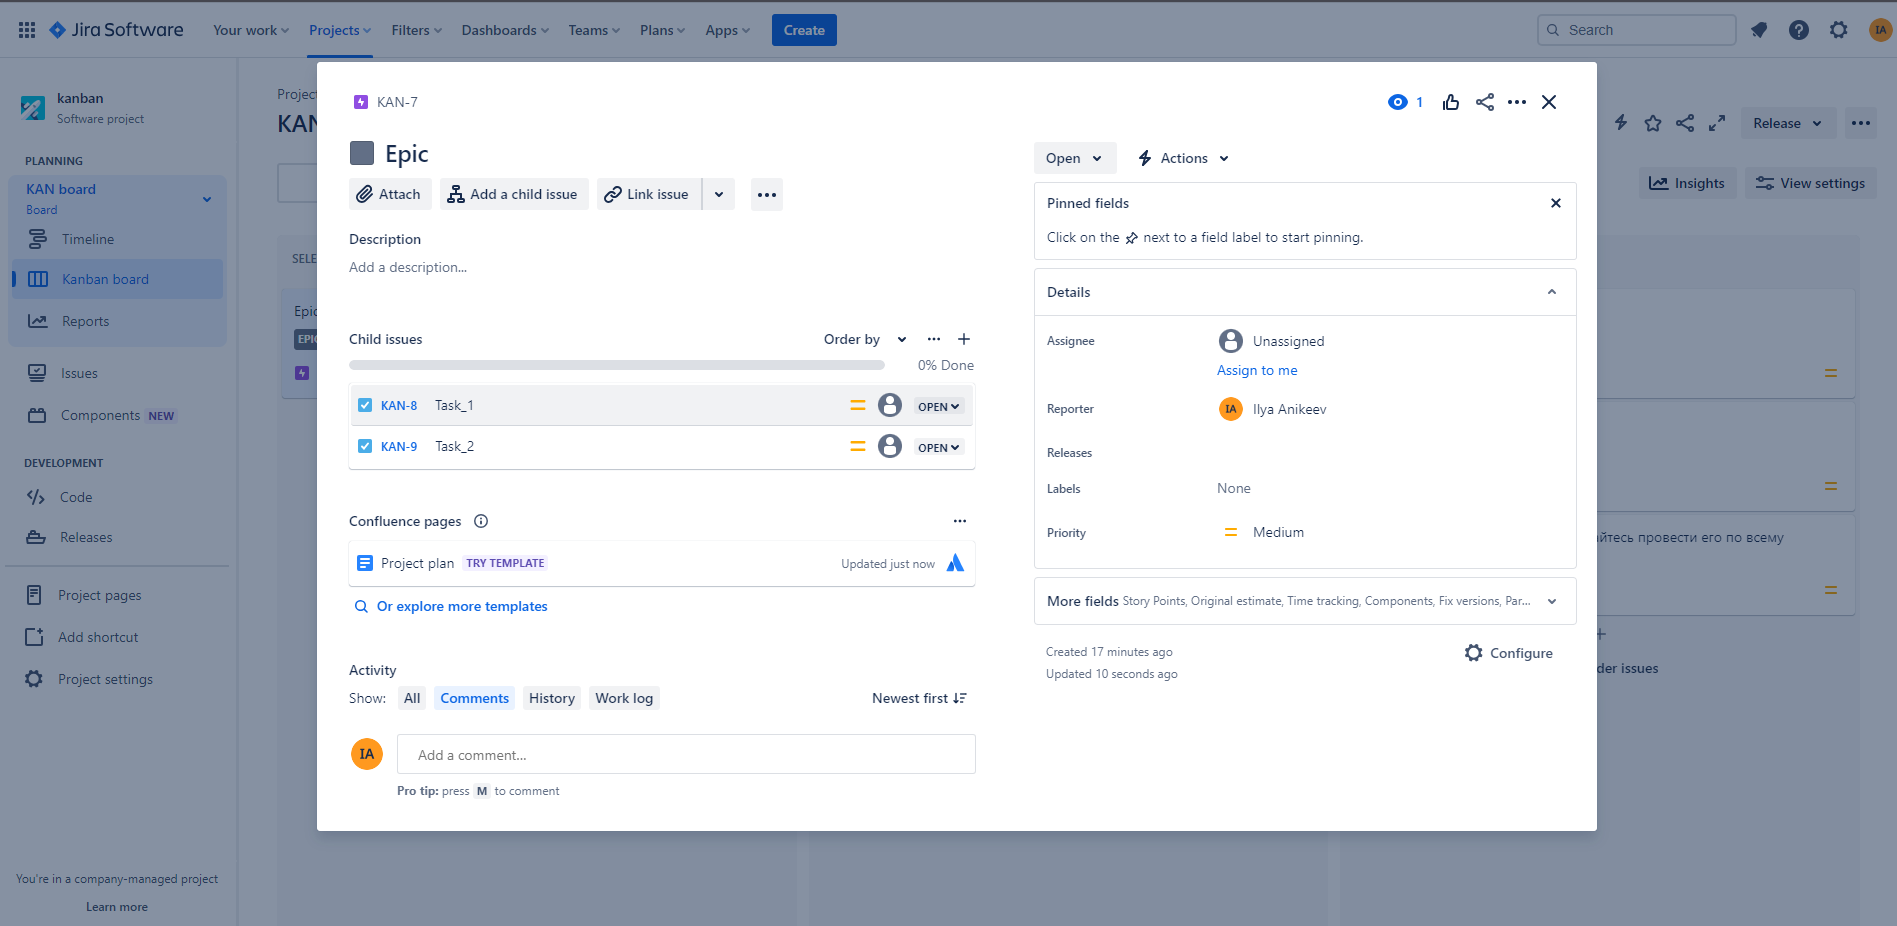 Jira Software
Your work
Projects
Filters
Dashboards
Teams
Plans
Apps
Create
Search
IA
kanban
Software project
PLANNING
KAN board
Board
Timeline
Kanban board
Reports
Issues
Components NEW
DEVELOPMENT
Code
Releases
Project pages
Add shortcut
Project settings
You're in a company-managed project
Learn more
Projec
KAN
SELE
Epic
EPIC
Release
Insights
View settings
йтесь провести его по всему
der issues
KAN-7
1
Epic
Attach
Add a child issue
Link issue
Description
Add a description...
Child issues
Order by
0% Done
KAN-8 Task_1 OPEN
KAN-9 Task_2 OPEN
Confluence pages
Project plan TRY TEMPLATE Updated just now
Or explore more templates
Activity
Show: All Comments History Work log Newest first
IA
Add a comment...
Pro tip: press M to comment
Open
Actions
Pinned fields
Click on the next to a field label to start pinning.
Details
Assignee Unassigned
Assign to me
Reporter IA Ilya Anikeev
Releases
Labels None
Priority Medium
More fields Story Points, Original estimate, Time tracking, Components, Fix versions, Par...
Created 17 minutes ago
Updated 10 seconds ago
Configure